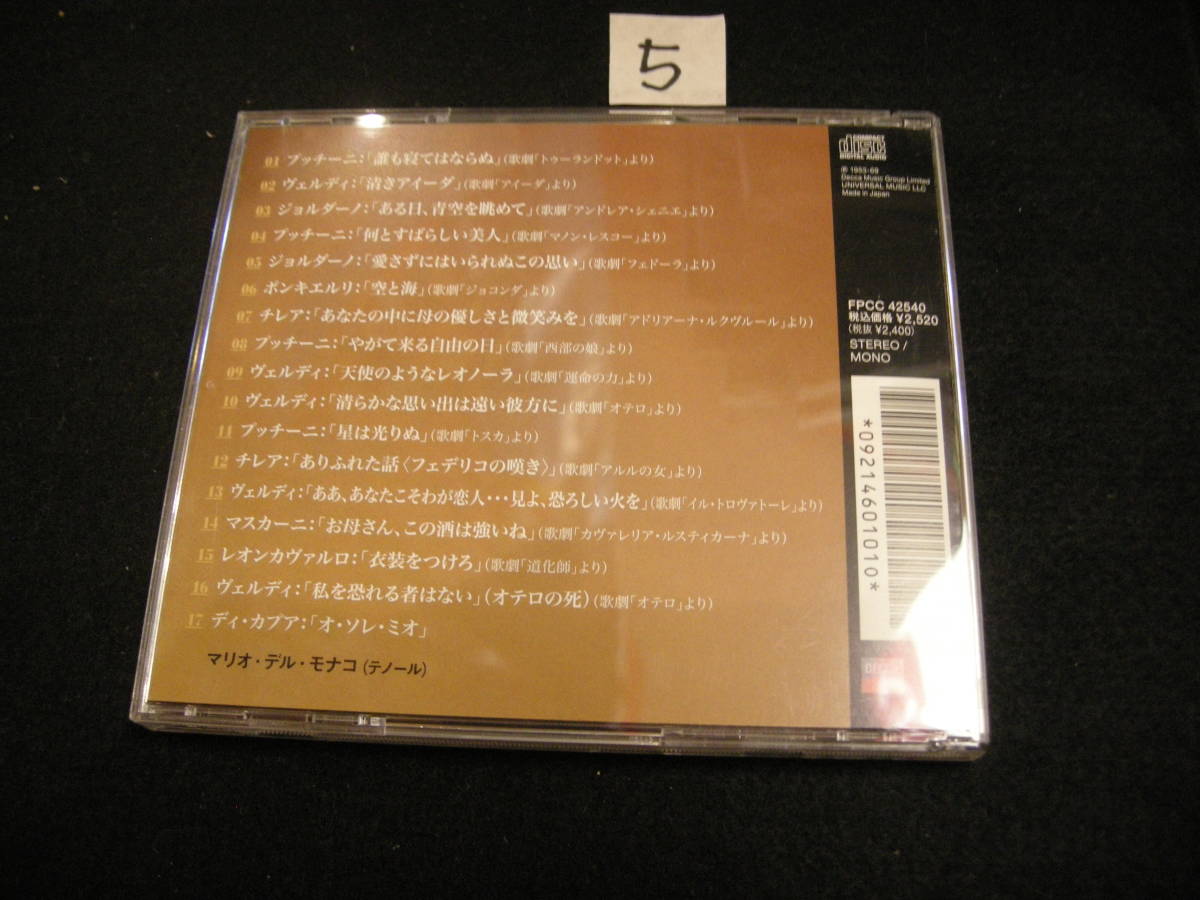 ち
01 プッチーニ：「誰も寝てはならぬ」（歌劇「トゥーランドット」より）
02 ヴェルディ：「清きアイーダ」（歌劇「アイーダ」より）
03 ジョルダーノ：「ある日、青空を眺めて」（歌劇「アンドレア・シェニエ」より）
04 プッチーニ：「何とすばらしい美人」（歌劇「マノン・レスコー」より）
05 ジョルダーノ：「愛さずにはいられぬこの思い」（歌劇「フェドーラ」より）
06 ポンキエルリ：「空と海」（歌劇「ジョコンダ」より）
07 チレア：「あなたの中に母の優しさと微笑みを」（歌劇「アドリアーナ・ルクヴルール」より）
08 プッチーニ：「やがて来る自由の日」（歌劇「西部の娘」より）
09 ヴェルディ：「天使のようなレオノーラ」（歌劇「運命の力」より）
10 ヴェルディ：「清らかな思い出は遠い彼方に」（歌劇「オテロ」より）
11 プッチーニ：「星は光りぬ」（歌劇「トスカ」より）
12 チレア：「ありふれた話〈フェデリコの嘆き〉」（歌劇「アルルの女」より）
13 ヴェルディ：「ああ、あなたこそわが恋人・・・見よ、恐ろしい火を」（歌劇「イル・トロヴァトーレ」より）
14 マスカーニ：「お母さん、この酒は強いね」（歌劇「カヴァレリア・ルスティカーナ」より）
15 レオンカヴァルロ：「衣装をつけろ」（歌劇「道化師」より）
16 ヴェルディ：「私を恐れる者はない」（オテロの死）（歌劇「オテロ」より）
17 ディ・カプア：「オ・ソレ・ミオ」
マリオ・デル・モナコ（テノール）
COMPACT
disc
DIGITAL AUDIO
℗ 1953-69
Decca Music Group Limited
UNIVERSAL MUSIC LLC
Made in Japan
FPCC 42540
税込価格 ¥2,520
(税抜 ¥2,400)
STEREO /
MONO
*0921460101010*
DECCA